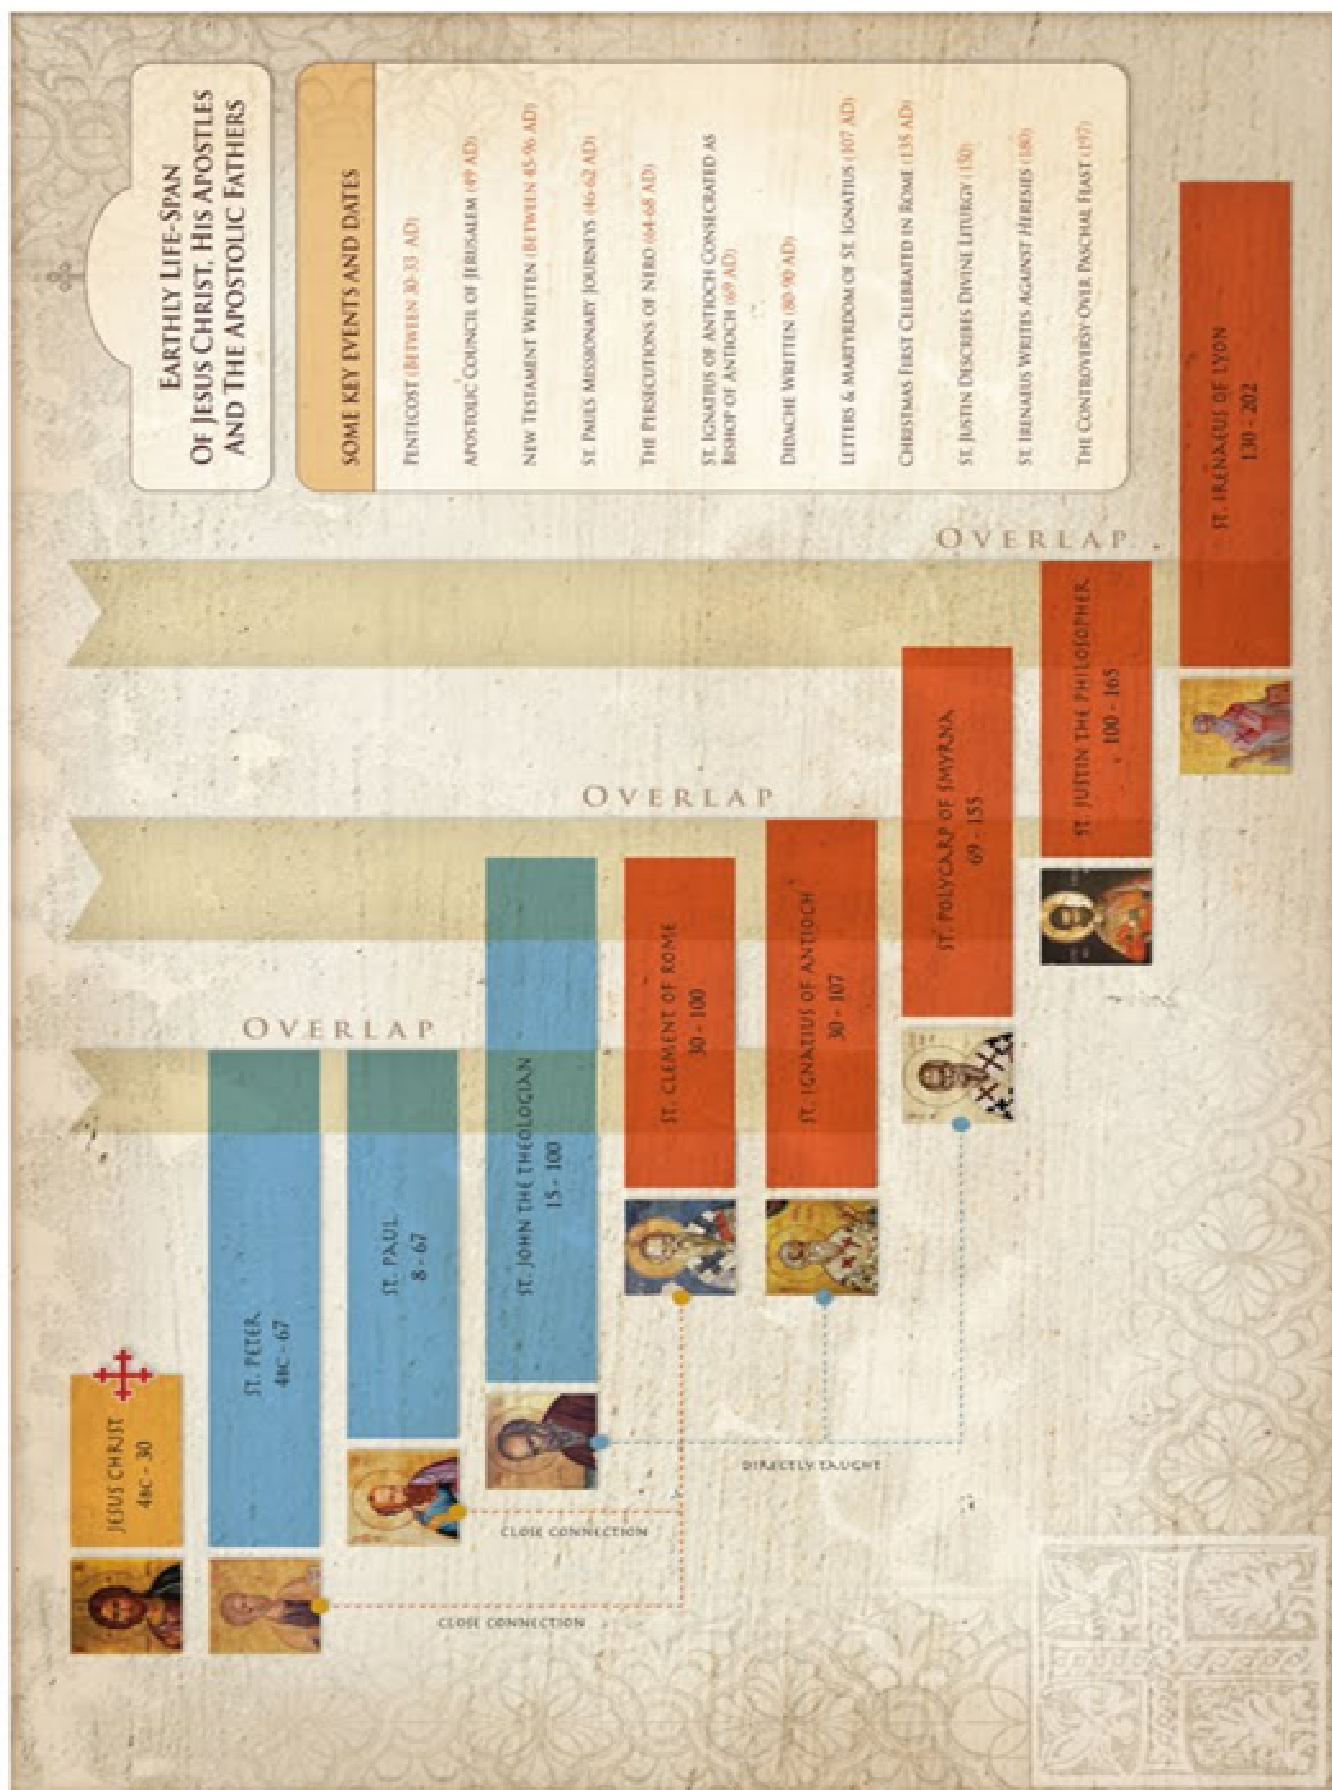 EARTHLY LIFE-SPAN
OF JESUS CHRIST, HIS APOSTLES
AND THE APOSTOLIC FATHERS
SOME KEY EVENTS AND DATES
PENTECOST (BETWEEN 30-33 AD)
APOSTOLIC COUNCIL OF JERUSALEM (49 AD)
NEW TESTAMENT WRITTEN (BETWEEN 45-96 AD)
ST. PAULS MISSIONARY JOURNEYS (46-62 AD)
THE PERSECUTIONS OF NERO (64-68 AD)
ST. IGNATIUS OF ANTIOCH CONSECRATED AS
BISHOP OF ANTIOCH (69 AD)
DIDACHE WRITTEN (80-90 AD)
LETTERS & MARTYRDOM OF ST. IGNATIUS (107 AD)
CHRISTMAS FIRST CELEBRATED IN ROME (135 AD)
ST. JUSTIN DESCRIBES DIVINE LITURGY (150)
ST IRENAEUS WRITES AGAINST HERESIES (180)
THE CONTROVERSY OVER PASCHAL FEAST (197)
JESUS CHRIST
4BC - 30
ST. PETER
4BC - 67
ST. PAUL
8 - 67
ST. JOHN THE THEOLOGIAN
15 - 100
ST. CLEMENT OF ROME
30 - 100
ST. IGNATIUS OF ANTIOCH
30 - 107
ST. POLYCARP OF SMYRNA
69 - 155
ST. JUSTIN THE PHILOSOPHER
100 - 165
ST. IRENAEUS OF LYON
130 - 202
OVERLAP
OVERLAP
OVERLAP
CLOSE CONNECTION
CLOSE CONNECTION
DIRECTLY TAUGHT